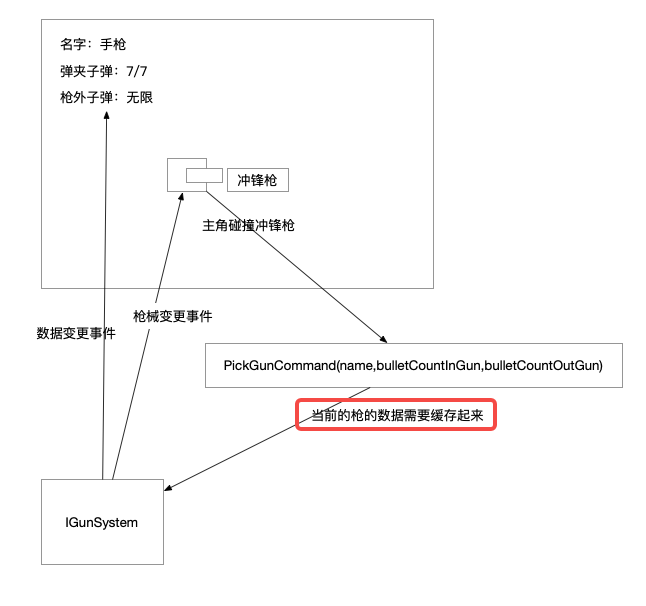 名字：手枪
弹夹子弹：7/7
枪外子弹：无限
冲锋枪
主角碰撞冲锋枪
枪械变更事件
数据变更事件
PickGunCommand(name,bulletCountInGun,bulletCountOutGun)
当前的枪的数据需要缓存起来
IGunSystem